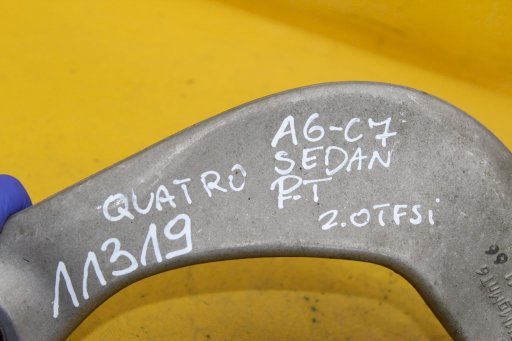 A6-C7
SEDAN
QUATRO P.T
2.0TFSi
11319